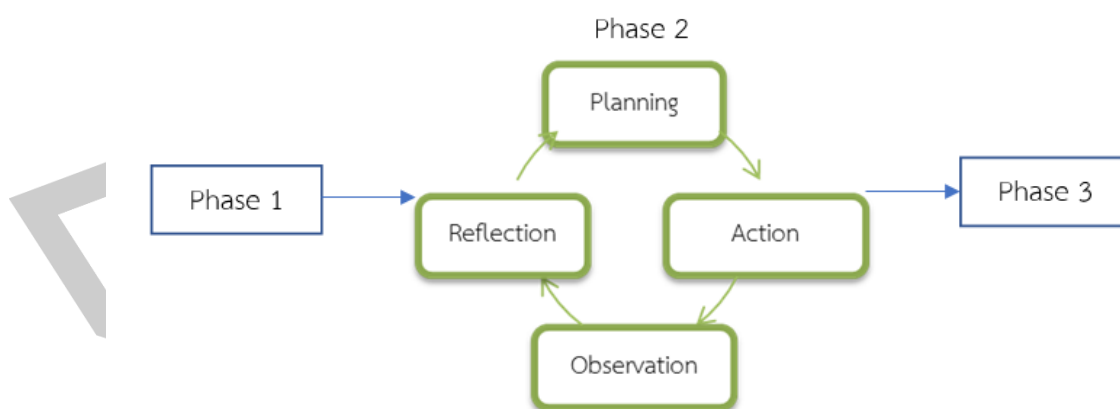 Phase 2
Planning
Phase 1
Phase 3
Reflection
Action
Observation